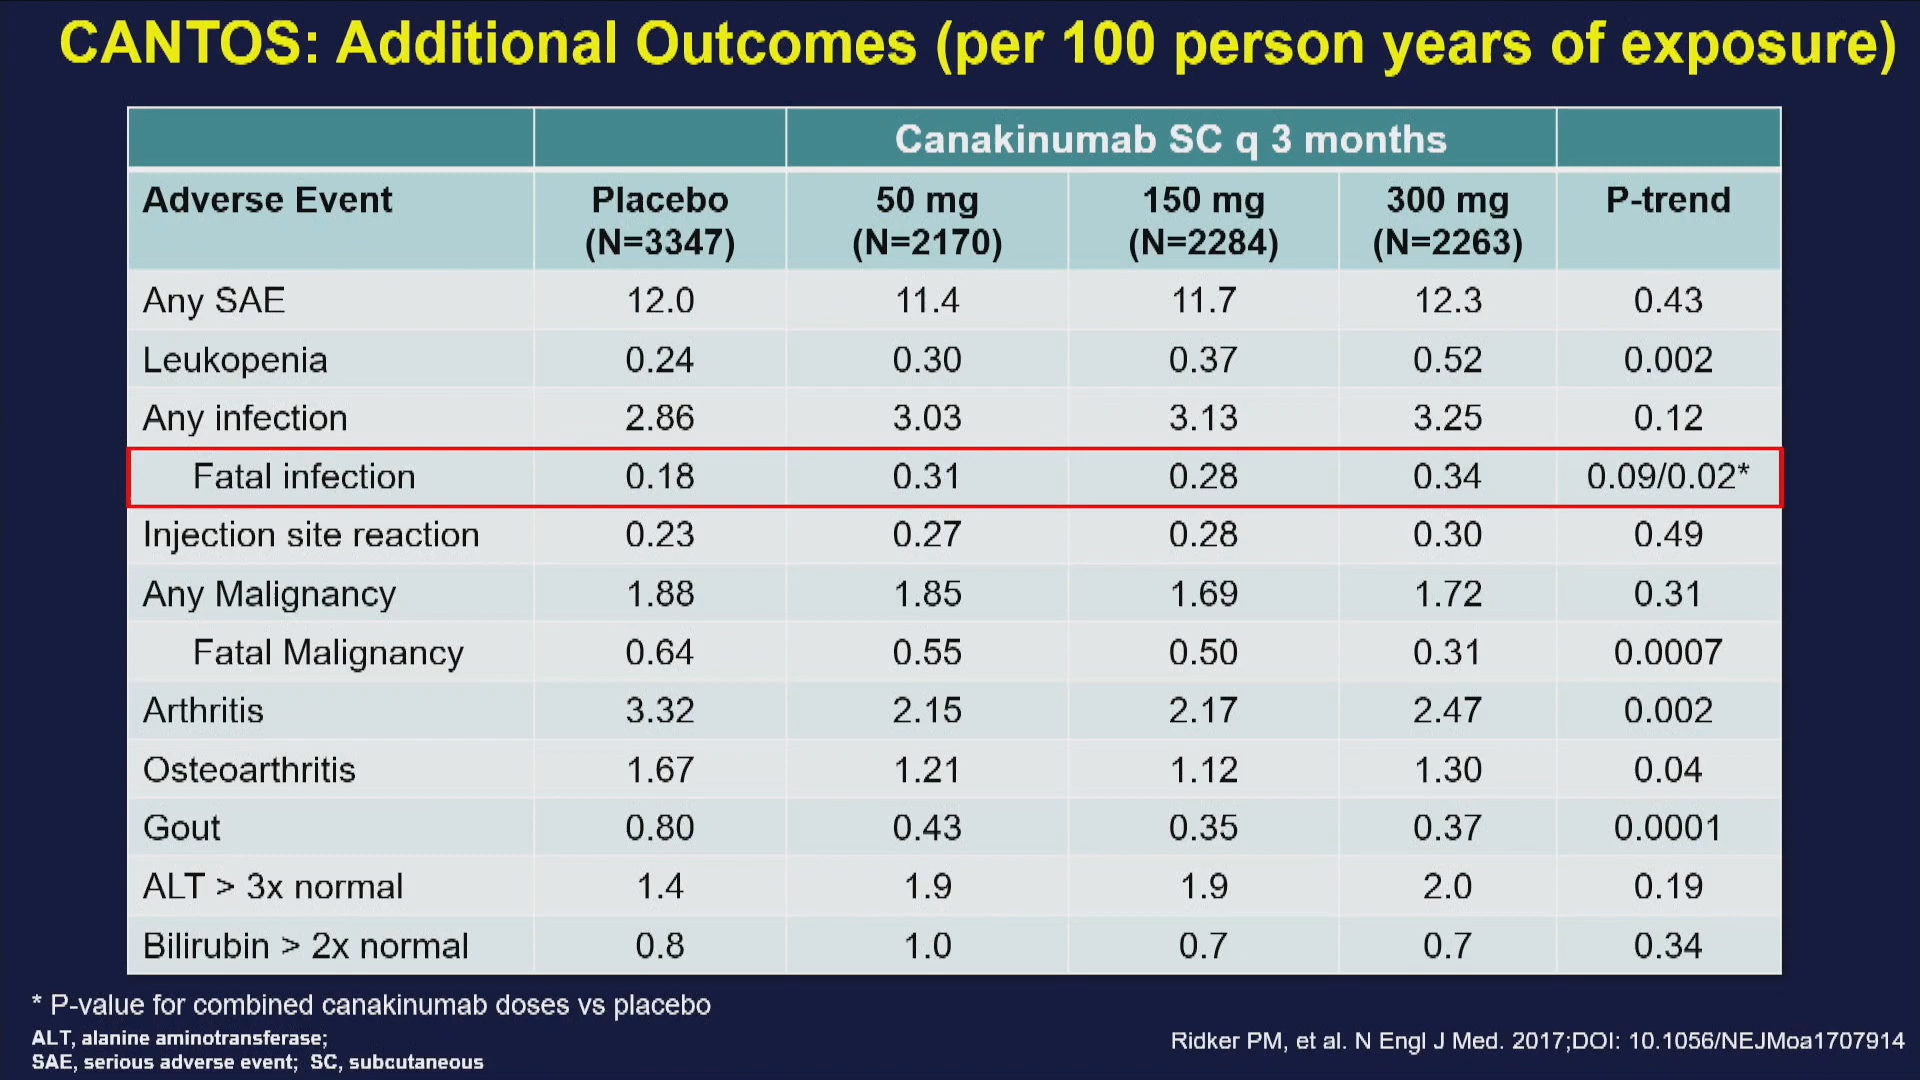 CANTOS: Additional Outcomes (per 100 person years of exposure)
Canakinumab SC q 3 months
Adverse Event Placebo (N=3347) 50 mg (N=2170) 150 mg (N=2284) 300 mg (N=2263) P-trend
Any SAE 12.0 11.4 11.7 12.3 0.43
Leukopenia 0.24 0.30 0.37 0.52 0.002
Any infection 2.86 3.03 3.13 3.25 0.12
Fatal infection 0.18 0.31 0.28 0.34 0.09/0.02*
Injection site reaction 0.23 0.27 0.28 0.30 0.49
Any Malignancy 1.88 1.85 1.69 1.72 0.31
Fatal Malignancy 0.64 0.55 0.50 0.31 0.0007
Arthritis 3.32 2.15 2.17 2.47 0.002
Osteoarthritis 1.67 1.21 1.12 1.30 0.04
Gout 0.80 0.43 0.35 0.37 0.0001
ALT > 3x normal 1.4 1.9 1.9 2.0 0.19
Bilirubin > 2x normal 0.8 1.0 0.7 0.7 0.34
* P-value for combined canakinumab doses vs placebo
ALT, alanine aminotransferase;
SAE, serious adverse event; SC, subcutaneous
Ridker PM, et al. N Engl J Med. 2017;DOI: 10.1056/NEJMoa1707914